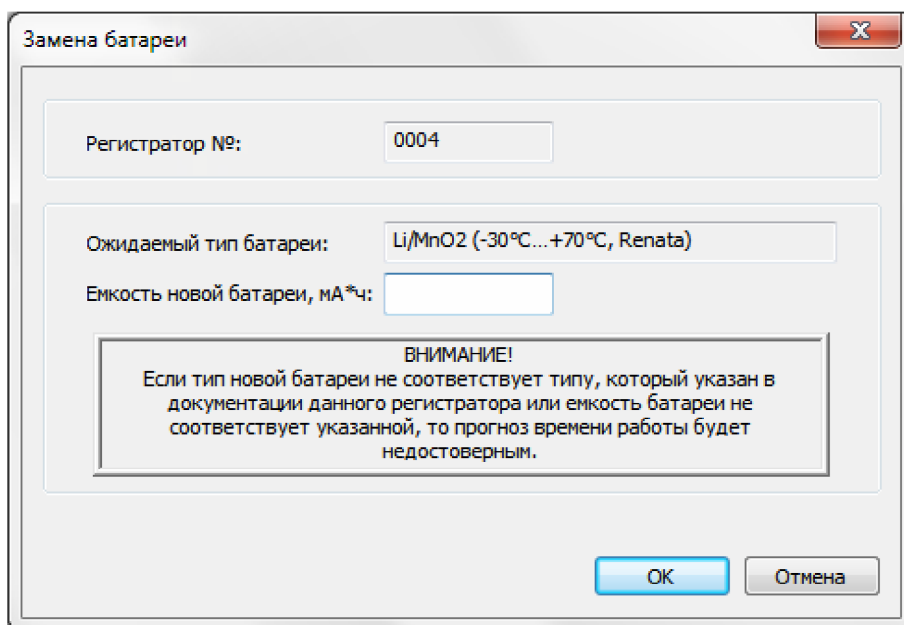 Замена батареи
Регистратор №:
0004
Ожидаемый тип батареи:
Li/MnO2 (-30°C...+70°C, Renata)
Емкость новой батареи, мА*ч:
ВНИМАНИЕ!
Если тип новой батареи не соответствует типу, который указан в
документации данного регистратора или емкость батареи не
соответствует указанной, то прогноз времени работы будет
недостоверным.
OK
Отмена